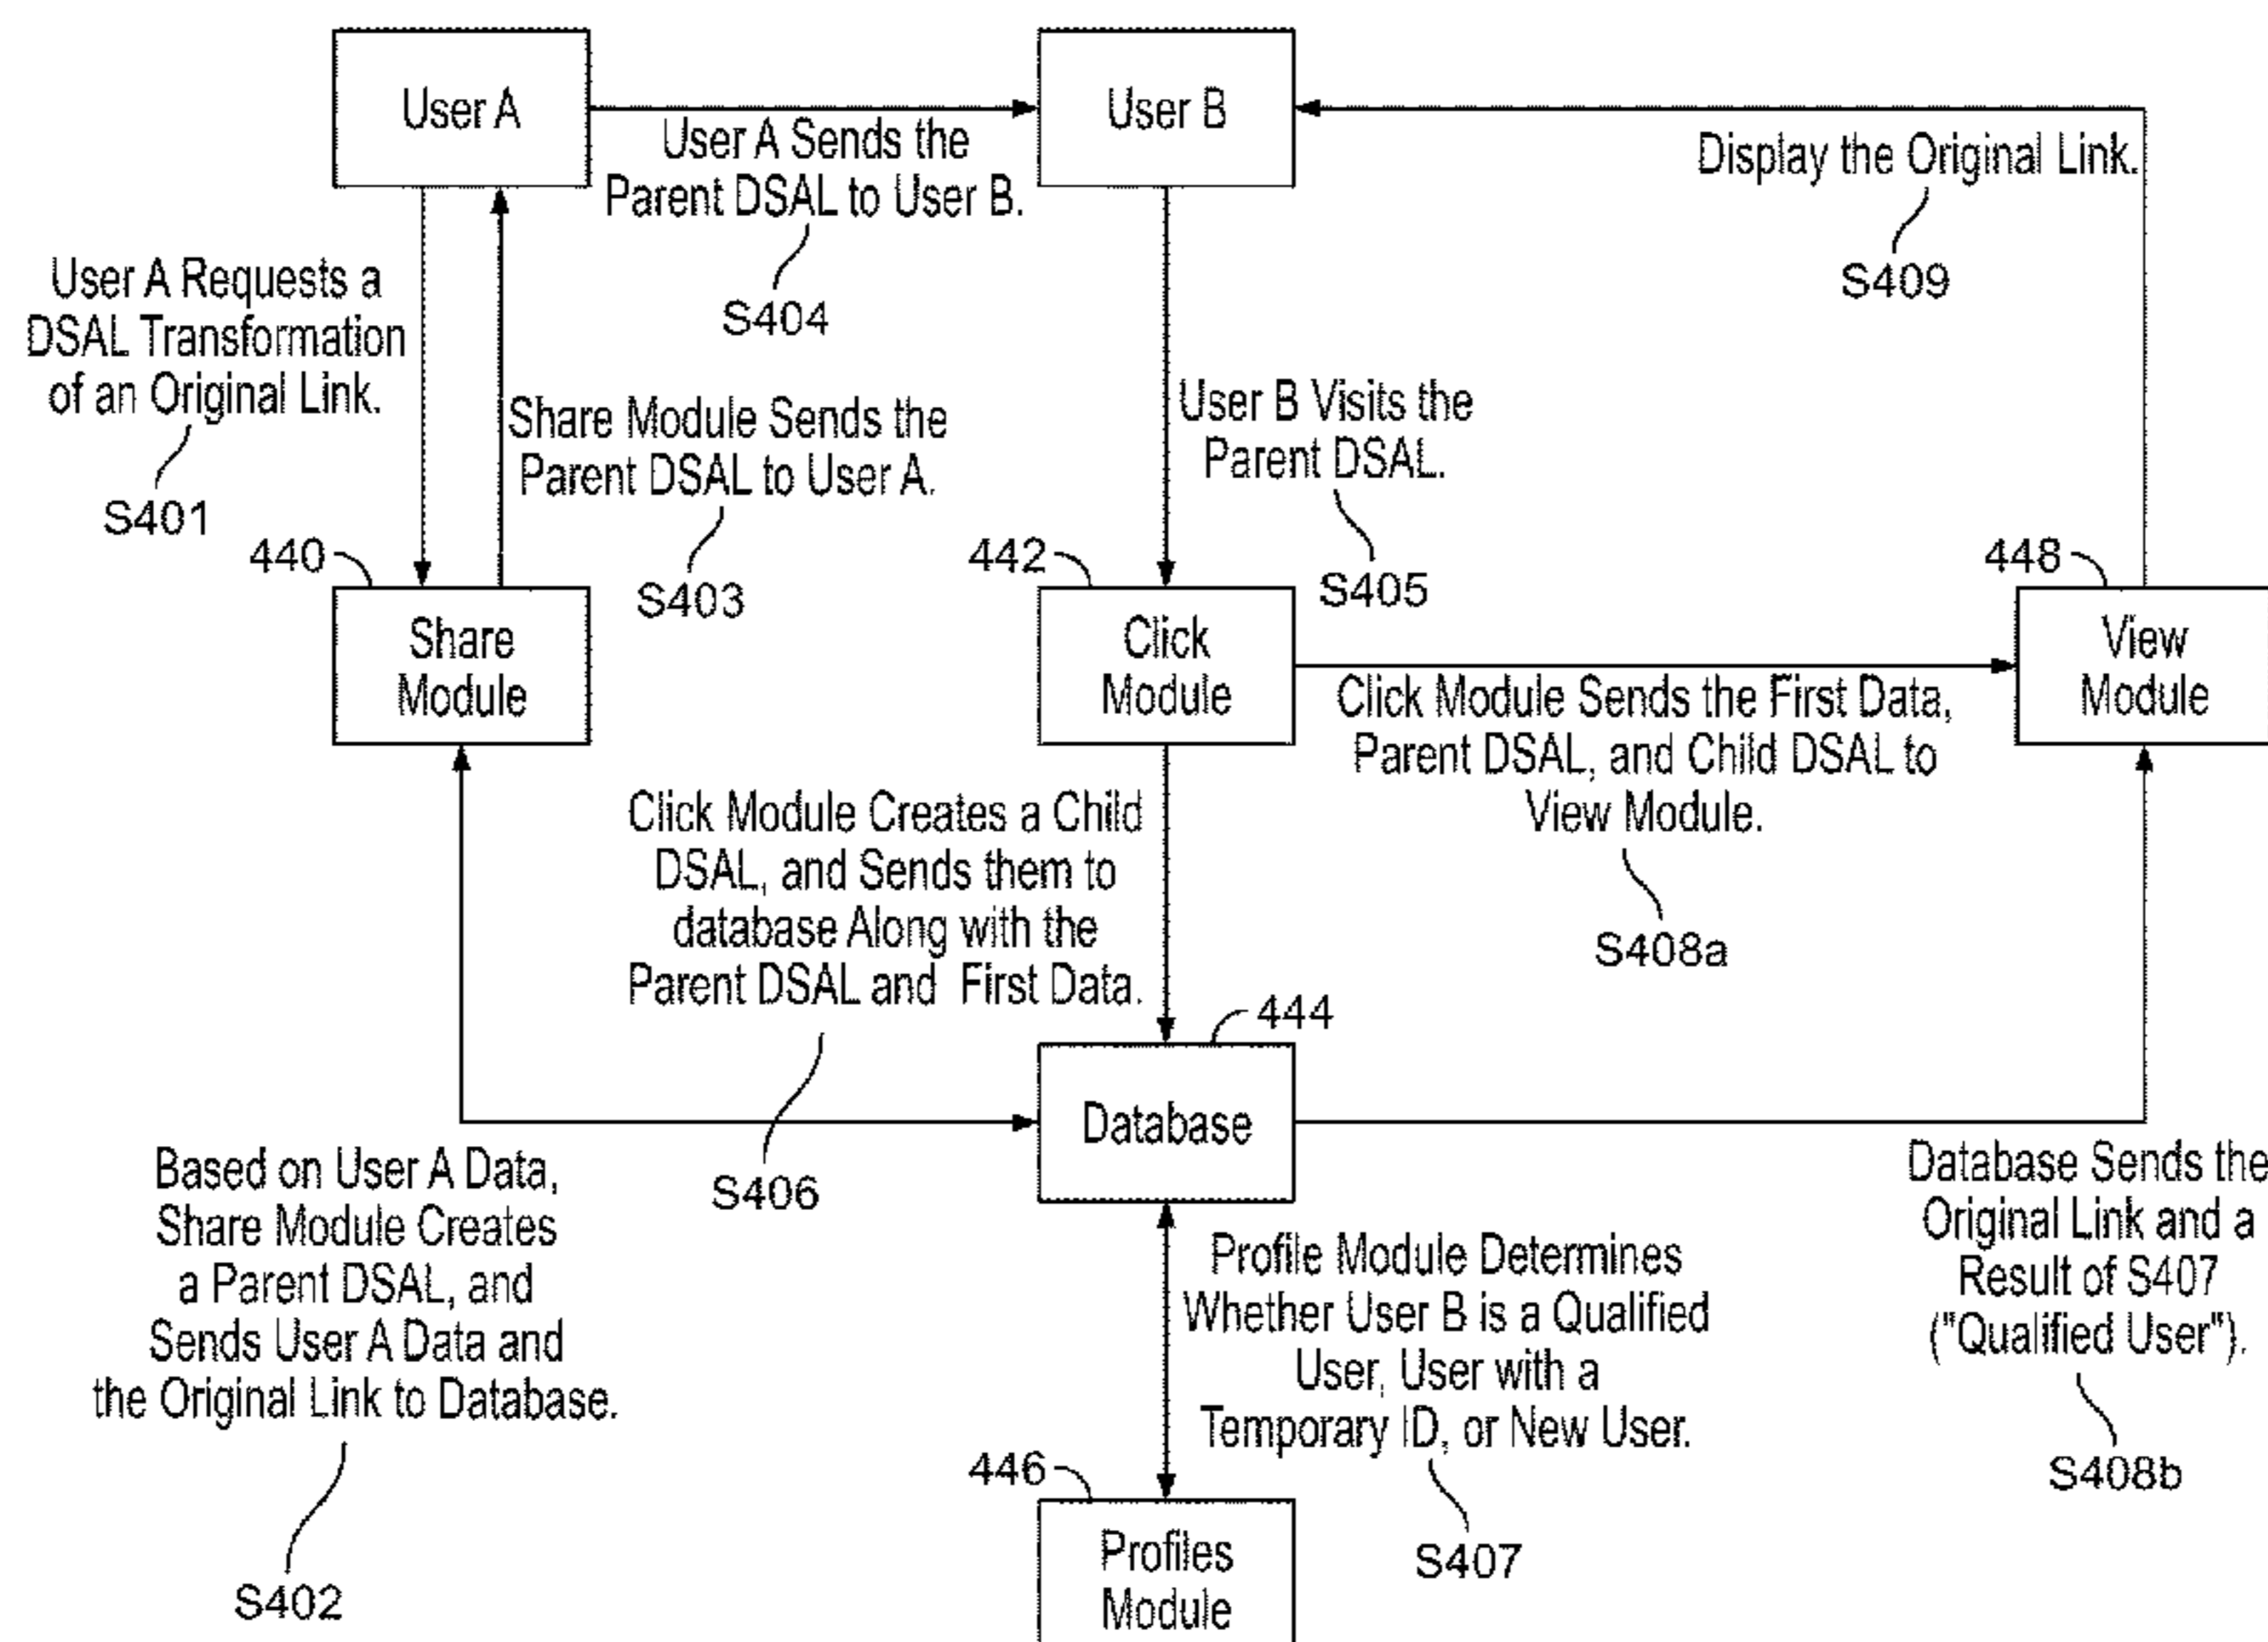 User A
User B
User A Sends the
Parent DSAL to User B.
S404
Display the Original Link.
S409
User A Requests a
DSAL Transformation
of an Original Link.
S401
Share Module Sends the
Parent DSAL to User A.
S403
User B Visits the
Parent DSAL.
S405
440
Share
Module
442
Click
Module
448
View
Module
Click Module Sends the First Data,
Parent DSAL, and Child DSAL to
View Module.
S408a
Click Module Creates a Child
DSAL, and Sends them to
database Along with the
Parent DSAL and First Data.
S406
444
Database
Based on User A Data,
Share Module Creates
a Parent DSAL, and
Sends User A Data and
the Original Link to Database.
S402
Profile Module Determines
Whether User B is a Qualified
User, User with a
Temporary ID, or New User.
S407
Database Sends the
Original Link and a
Result of S407
("Qualified User").
S408b
446
Profiles
Module